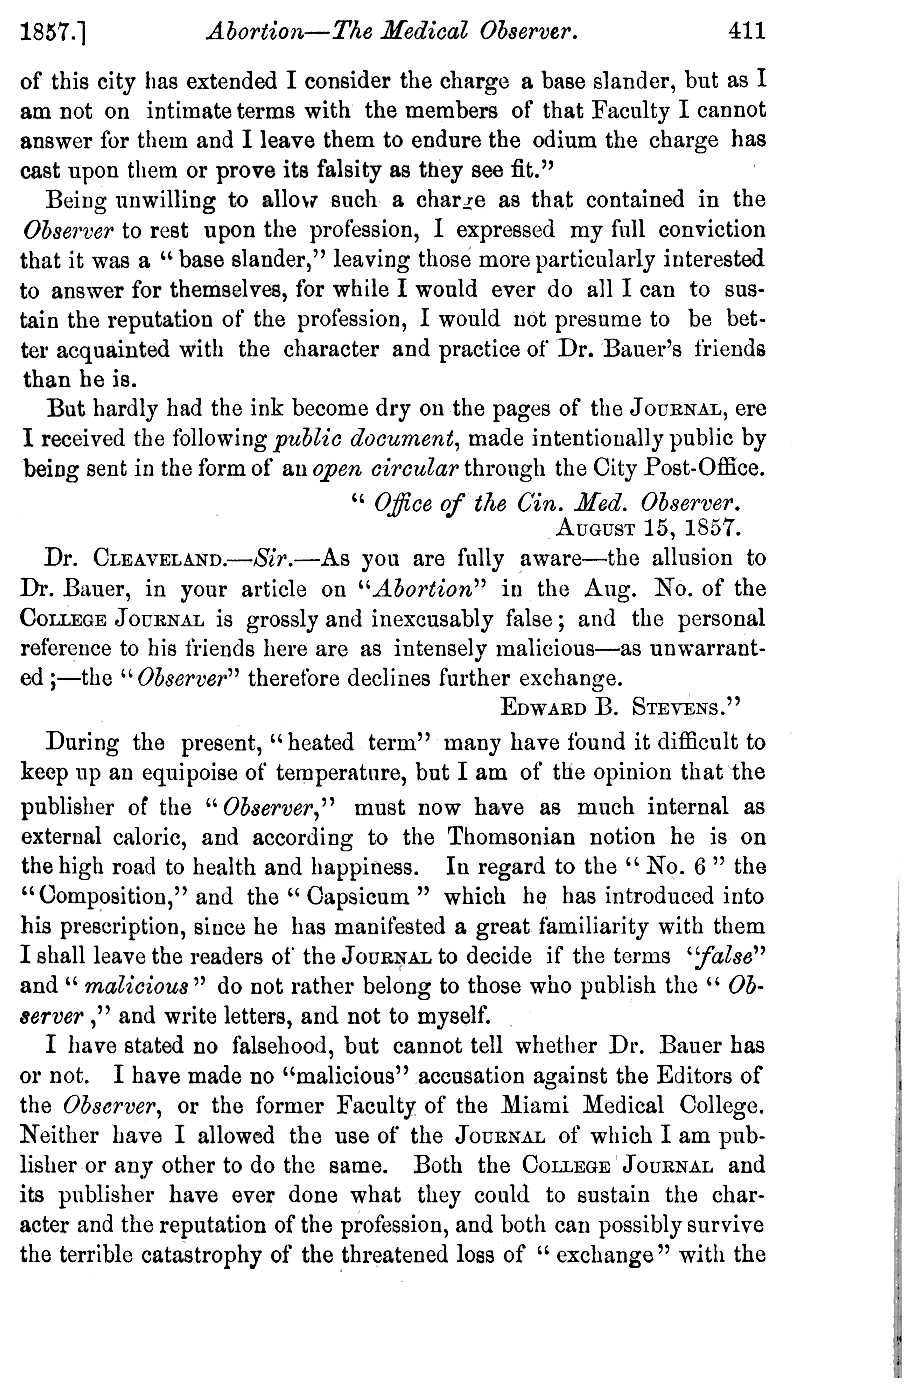 1857.] Abortion—The Medical Observer. 411
of this city has extended I consider the charge a base slander, but as I
am not on intimate terms with the members of that Faculty I cannot
answer for them and I leave them to endure the odium the charge has
cast upon them or prove its falsity as they see fit.”
Being unwilling to allow such a charge as that contained in the
Observer to rest upon the profession, I expressed my full conviction
that it was a “ base slander,” leaving those more particularly interested
to answer for themselves, for while I would ever do all I can to sus-
tain the reputation of the profession, I would not presume to be bet-
ter acquainted with the character and practice of Dr. Bauer’s friends
than he is.
But hardly had the ink become dry on the pages of the JOURNAL, ere
I received the following public document, made intentionally public by
being sent in the form of an open circular through the City Post-Office.
“ Office of the Cin. Med. Observer.
AUGUST 15, 1857.
Dr. CLEAVELAND.—Sir.—As you are fully aware—the allusion to
Dr. Bauer, in your article on “Abortion” in the Aug. No. of the
COLLEGE JOURNAL is grossly and inexcusably false; and the personal
reference to his friends here are as intensely malicious—as unwarrant-
ed ;—the “Observer” therefore declines further exchange.
EDWARD B. STEVENS.”
During the present, “heated term” many have found it difficult to
keep up an equipoise of temperature, but I am of the opinion that the
publisher of the “Observer,” must now have as much internal as
external caloric, and according to the Thomsonian notion he is on
the high road to health and happiness. In regard to the “ No. 6 ” the
“Composition,” and the “ Capsicum ” which he has introduced into
his prescription, since he has manifested a great familiarity with them
I shall leave the readers of the JOURNAL to decide if the terms “false”
and “ malicious” do not rather belong to those who publish the “ Ob-
server ,” and write letters, and not to myself.
I have stated no falsehood, but cannot tell whether Dr. Bauer has
or not. I have made no “malicious” accusation against the Editors of
the Observer, or the former Faculty of the Miami Medical College.
Neither have I allowed the use of the JOURNAL of which I am pub-
lisher or any other to do the same. Both the COLLEGE JOURNAL and
its publisher have ever done what they could to sustain the char-
acter and the reputation of the profession, and both can possibly survive
the terrible catastrophy of the threatened loss of “ exchange” with the